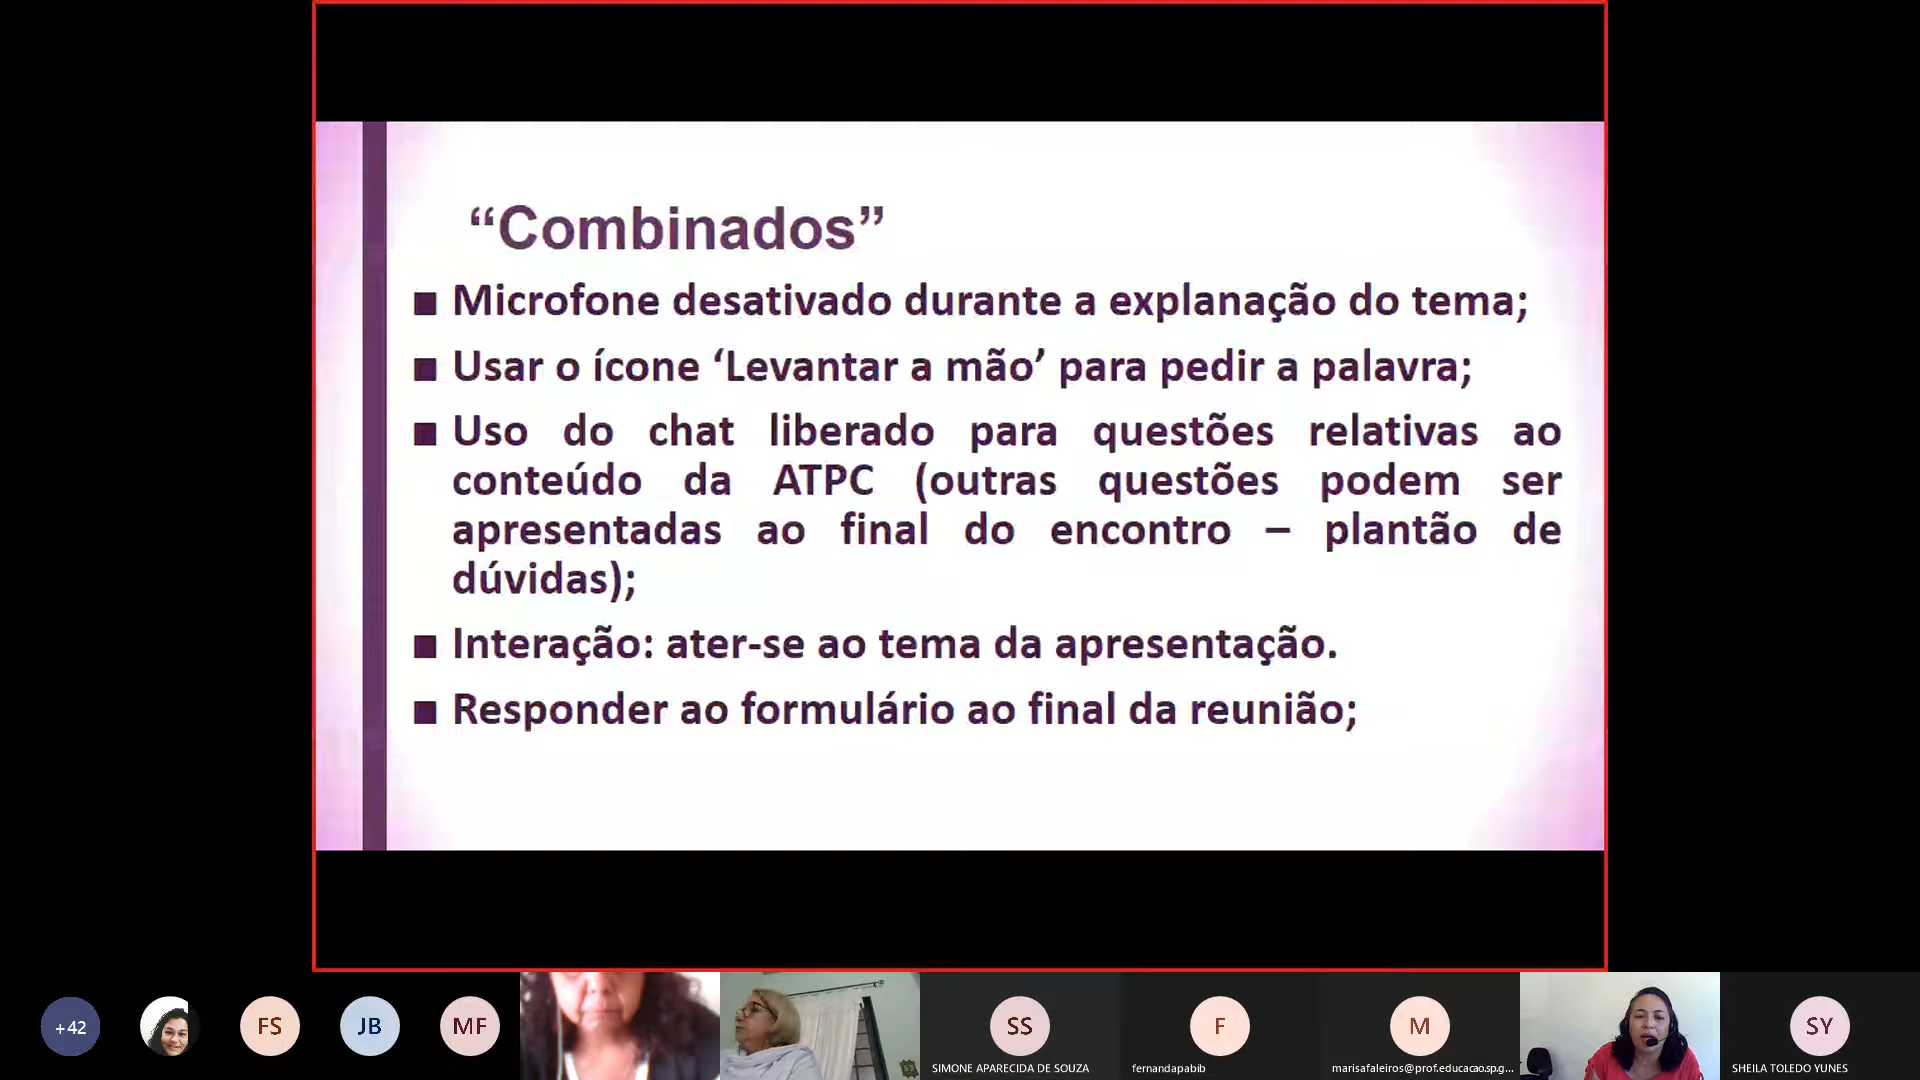 “Combinados”
■ Microfone desativado durante a explanação do tema;
■ Usar o ícone ‘Levantar a mão’ para pedir a palavra;
■ Uso do chat liberado para questões relativas ao
conteúdo da ATPC (outras questões podem ser
apresentadas ao final do encontro – plantão de
dúvidas);
■ Interação: ater-se ao tema da apresentação.
■ Responder ao formulário ao final da reunião;
+42
FS
JB
MF
SS
SIMONE APARECIDA DE SOUZA
F
fernandapabib
M
marisafaleiros@prof.educacao.sp.g...
SY
SHEILA TOLEDO YUNES